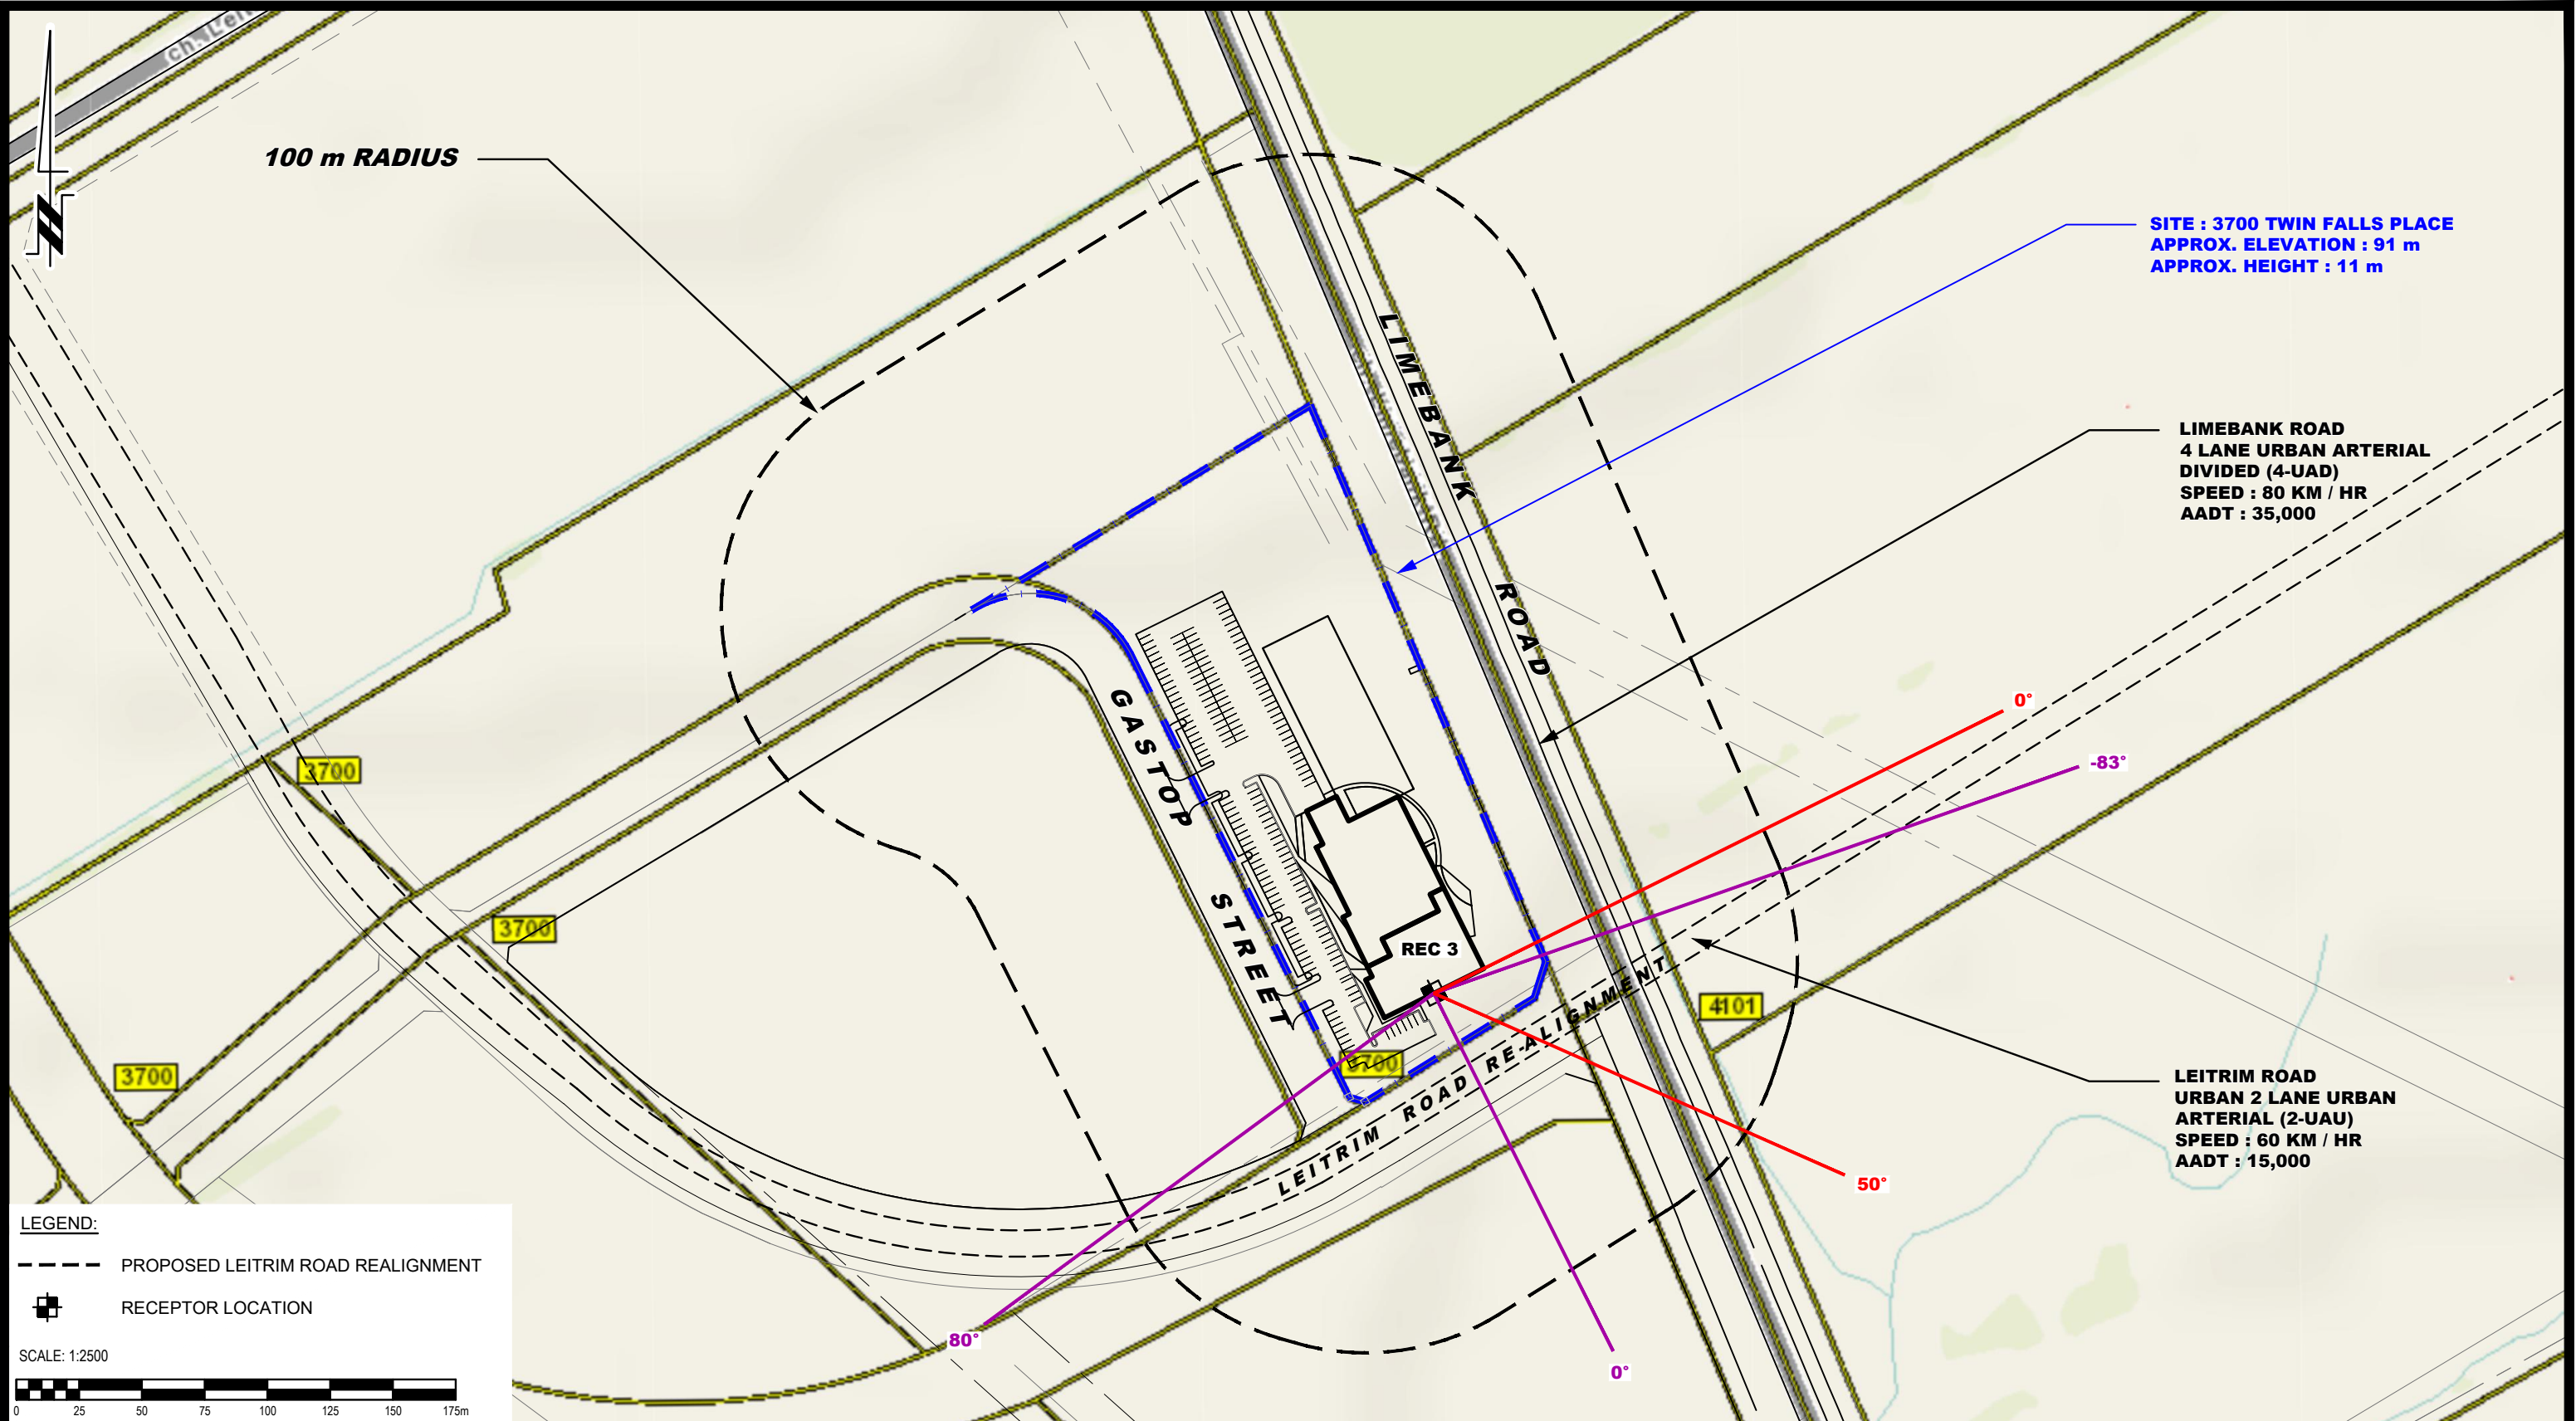 ch. Leit
100 m RADIUS
SITE : 3700 TWIN FALLS PLACE
APPROX. ELEVATION : 91 m
APPROX. HEIGHT : 11 m
LIMEBANK ROAD
LIMEBANK ROAD
4 LANE URBAN ARTERIAL
DIVIDED (4-UAD)
SPEED : 80 KM / HR
AADT : 35,000
0°
-83°
GASTOP STREET
3700
3700
REC 3
4101
3700
3700
LEITRIM ROAD RE-ALIGNMENT
LEITRIM ROAD
URBAN 2 LANE URBAN
ARTERIAL (2-UAU)
SPEED : 60 KM / HR
AADT : 15,000
50°
80°
0°
LEGEND:
PROPOSED LEITRIM ROAD REALIGNMENT
RECEPTOR LOCATION
SCALE: 1:2500
0 25 50 75 100 125 150 175m